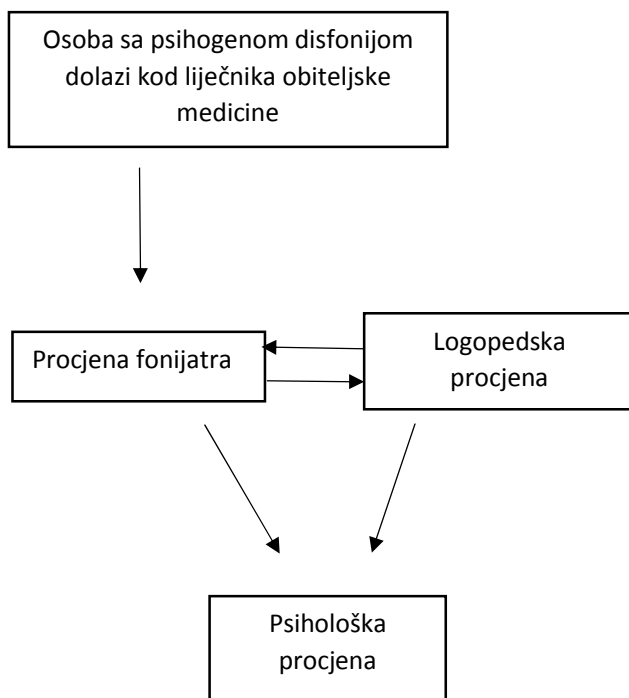 Osoba sa psihogenom disfonijom
dolazi kod liječnika obiteljske
medicine
Procjena fonijatra
Logopedska
procjena
Psihološka
procjena